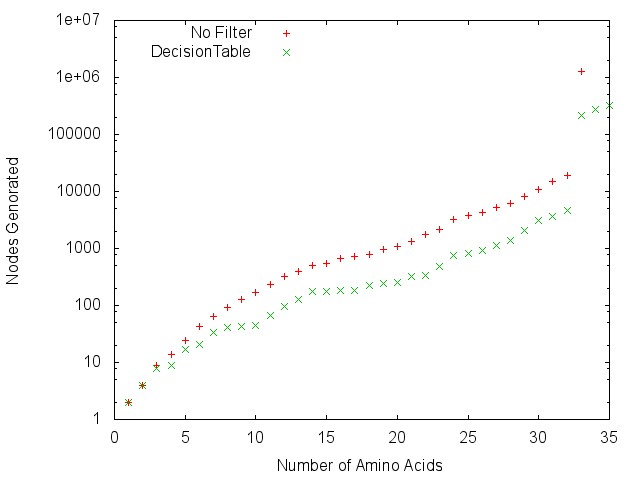 1e+07
No Filter
DecisionTable
1e+06
100000
10000
1000
100
10
1
Nodes Genorated
0 5 10 15 20 25 30 35
Number of Amino Acids